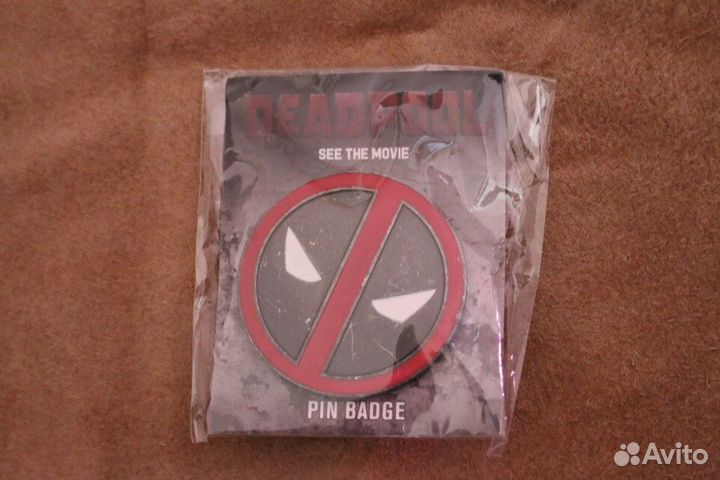 DEADPOOL
SEE THE MOVIE
PIN BADGE
Avito